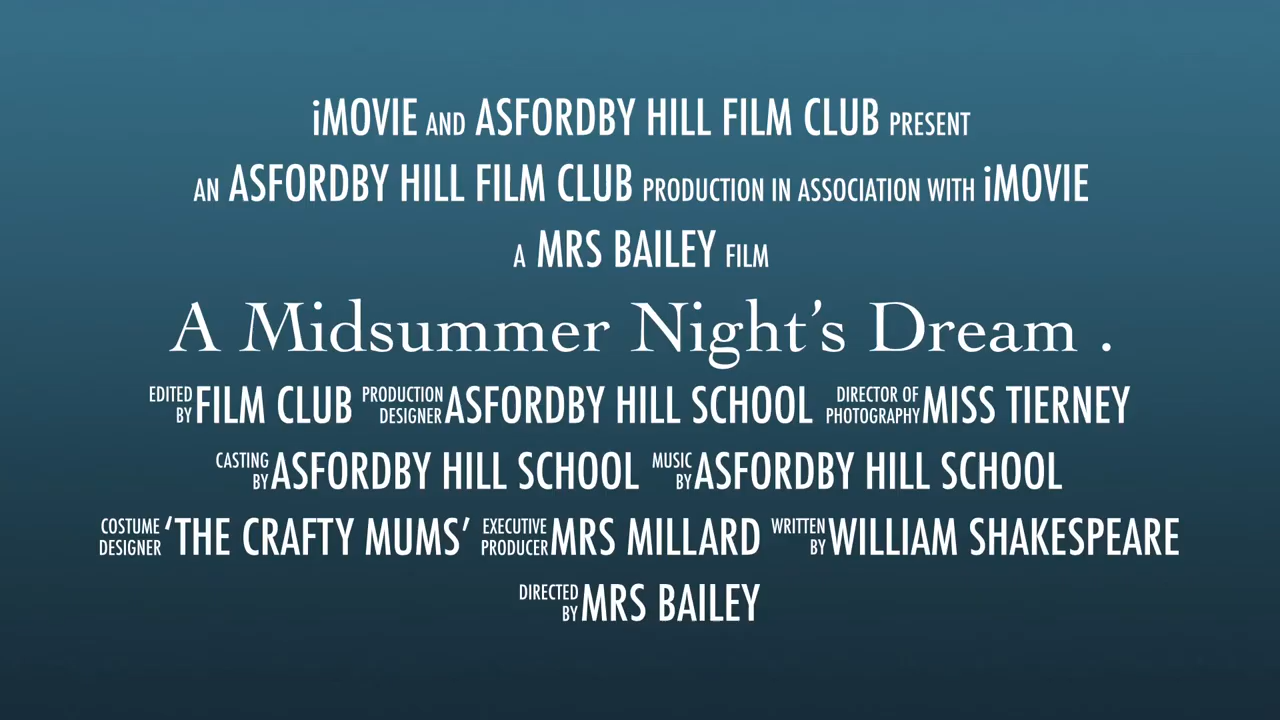 iMOVIE AND ASFORDBY HILL FILM CLUB PRESENT
AN ASFORDBY HILL FILM CLUB PRODUCTION IN ASSOCIATION WITH iMOVIE
A MRS BAILEY FILM
A Midsummer Night’s Dream .
EDITED BY FILM CLUB PRODUCTION DESIGNER ASFORDBY HILL SCHOOL DIRECTOR OF PHOTOGRAPHY MISS TIERNEY
CASTING BY ASFORDBY HILL SCHOOL MUSIC BY ASFORDBY HILL SCHOOL
COSTUME DESIGNER ‘THE CRAFTY MUMS’ EXECUTIVE PRODUCER MRS MILLARD WRITTEN BY WILLIAM SHAKESPEARE
DIRECTED BY MRS BAILEY